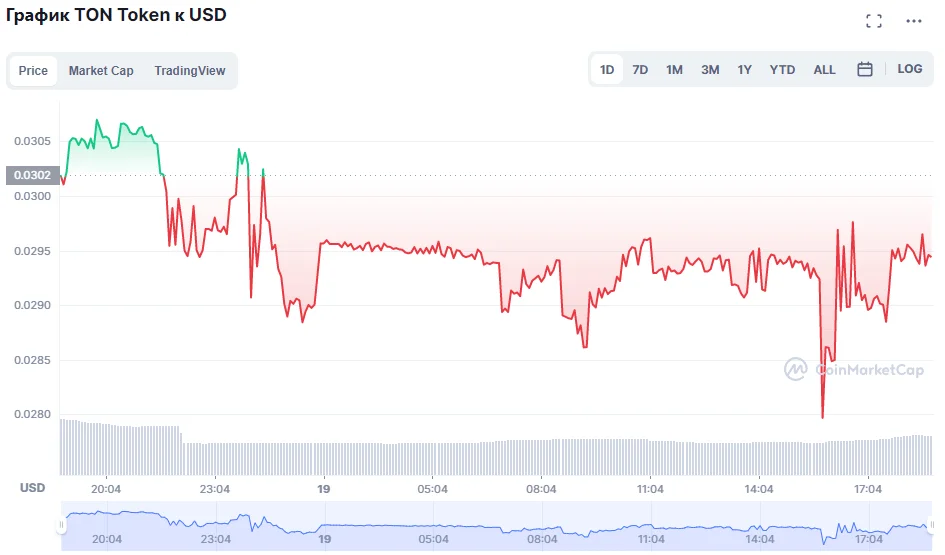 График TON Token к USD
Price Market Cap TradingView 1D 7D 1M 3M 1Y YTD ALL LOG
0.0305
0.0302
0.0300
0.0295
0.0290
0.0285
CoinMarketCap
0.0280
USD 20:04 23:04 19 05:04 08:04 11:04 14:04 17:04
20:04 23:04 19 05:04 08:04 11:04 14:04 17:04